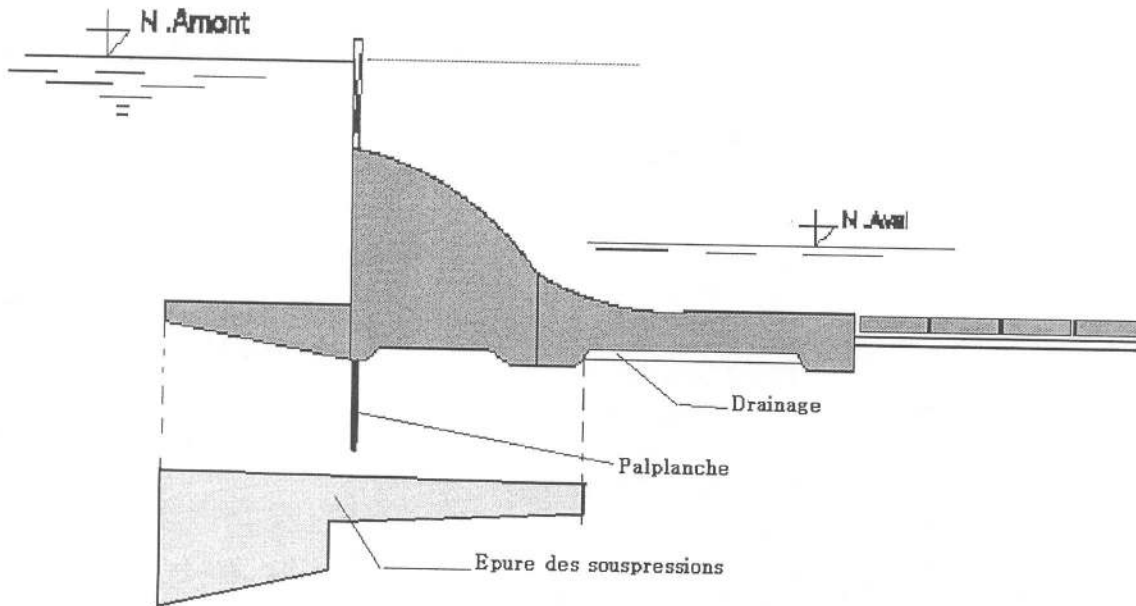 N .Amont
N .Aval
Drainage
Palplanche
Epure des souspressions